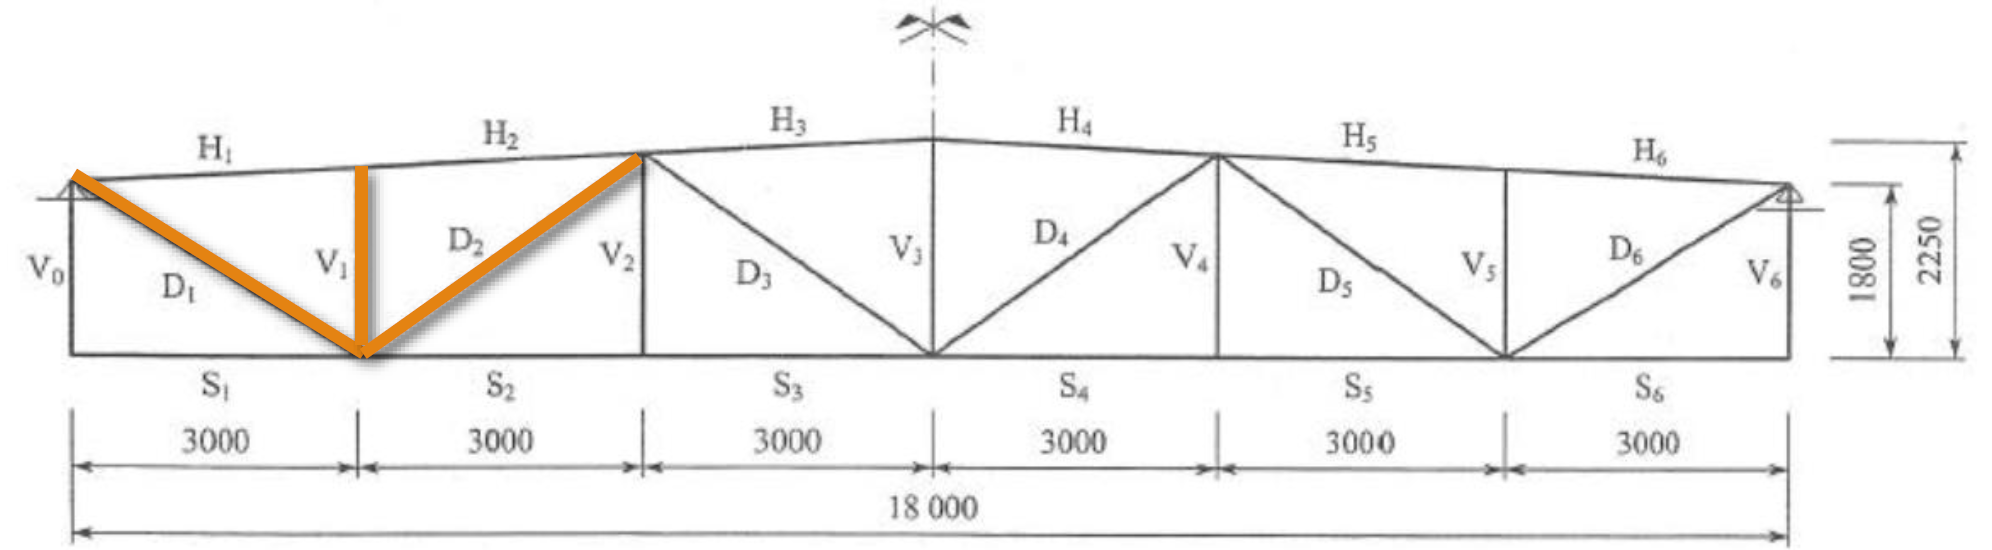 H₁ H₂ H₃ H₄ H₅ H₆
V₀ D₁ V₁ D₂ V₂ D₃ V₃ D₄ V₄ D₅ V₅ D₆ V₆ 1800 2250
S₁ S₂ S₃ S₄ S₅ S₆
3000 3000 3000 3000 3000 3000
18 000